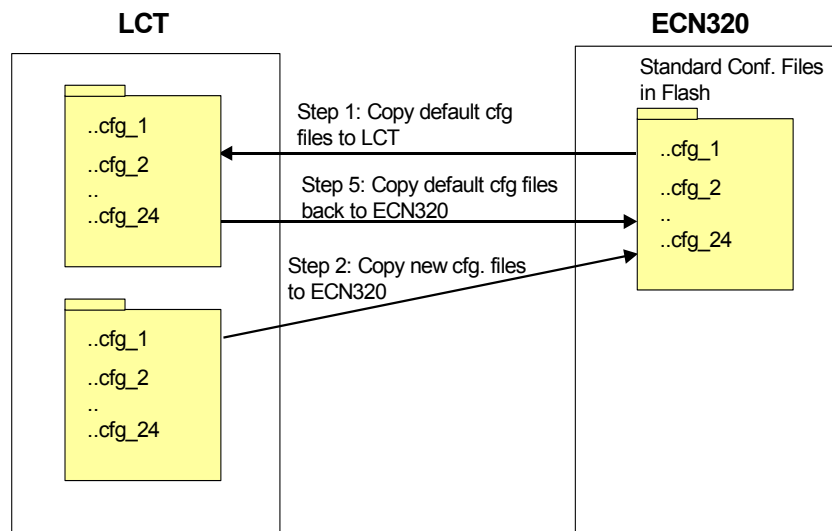 LCT
ECN320
Standard Conf. Files
in Flash
..cfg_1
..cfg_2
..
..cfg_24
Step 1: Copy default cfg
files to LCT
Step 5: Copy default cfg files
back to ECN320
Step 2: Copy new cfg. files
to ECN320
..cfg_1
..cfg_2
..
..cfg_24
..cfg_1
..cfg_2
..
..cfg_24